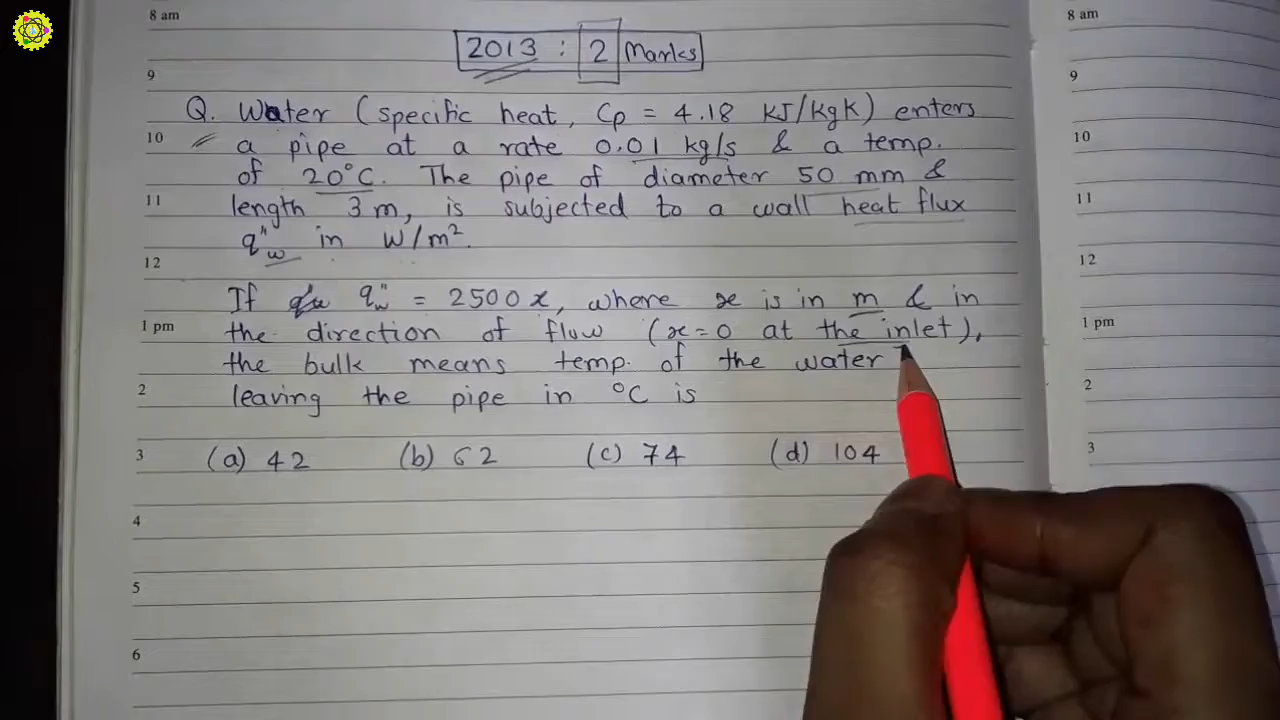 8 am
8 am
2013 : 2 Marks
9
9
Q. Water (specific heat, Cp = 4.18 KJ/kgK) enters
10
10
a pipe at a rate 0.01 kg/s & a temp.
of 20°C. The pipe of diameter 50 mm &
11
11
length 3 m, is subjected to a wall heat flux
q"w in W/m².
12
12
If q"w = 2500x, where x is in m & in
1 pm
1 pm
the direction of flow (x=0 at the inlet),
the bulk means temp. of the water
2
2
leaving the pipe in °C is
3
3
(a) 42 (b) 62 (c) 74 (d) 104
4
5
6